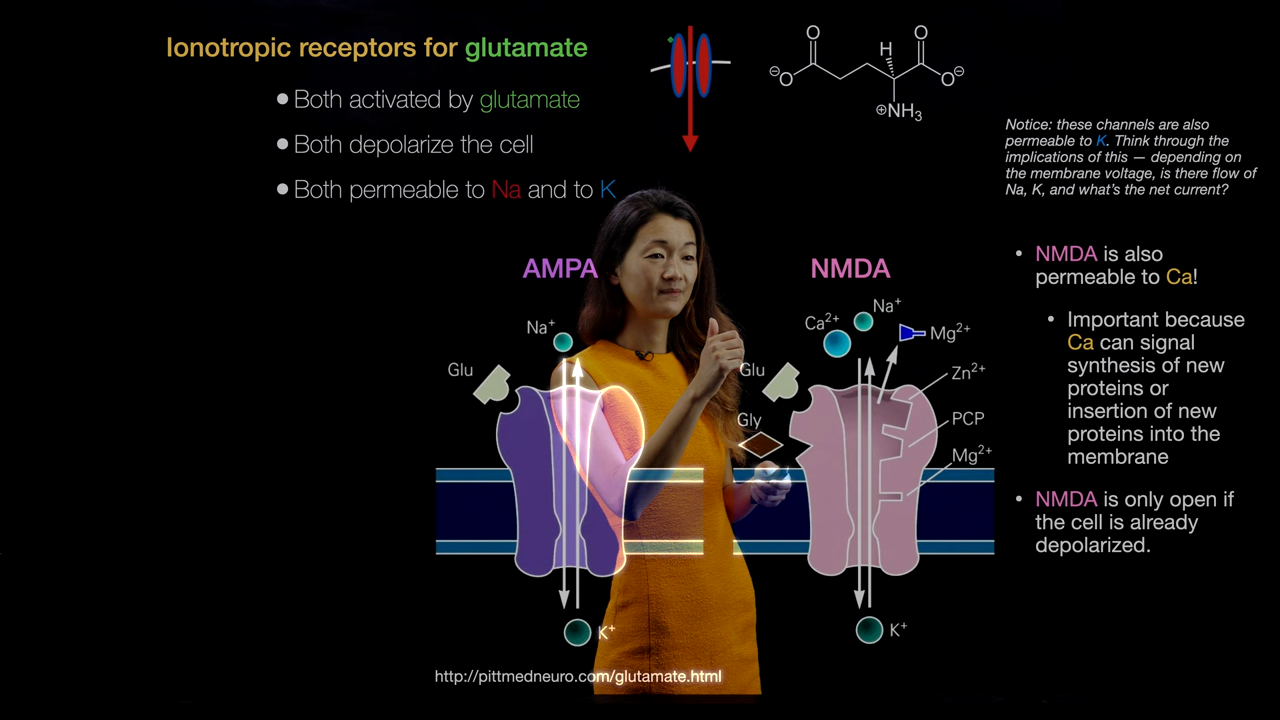 Ionotropic receptors for glutamate
● Both activated by glutamate
● Both depolarize the cell
● Both permeable to Na and to K
O
O
H
⊖O
O⊖
⊕NH3
Notice: these channels are also
permeable to K. Think through the
implications of this — depending on
the membrane voltage, is there flow of
Na, K, and what's the net current?
AMPA
NMDA
Na+
Glu
K+
Ca2+
Na+
Mg2+
Glu
Zn2+
Gly
PCP
Mg2+
K+
• NMDA is also
permeable to Ca!
• Important because
Ca can signal
synthesis of new
proteins or
insertion of new
proteins into the
membrane
• NMDA is only open if
the cell is already
depolarized.
http://pittmedneuro.com/glutamate.html